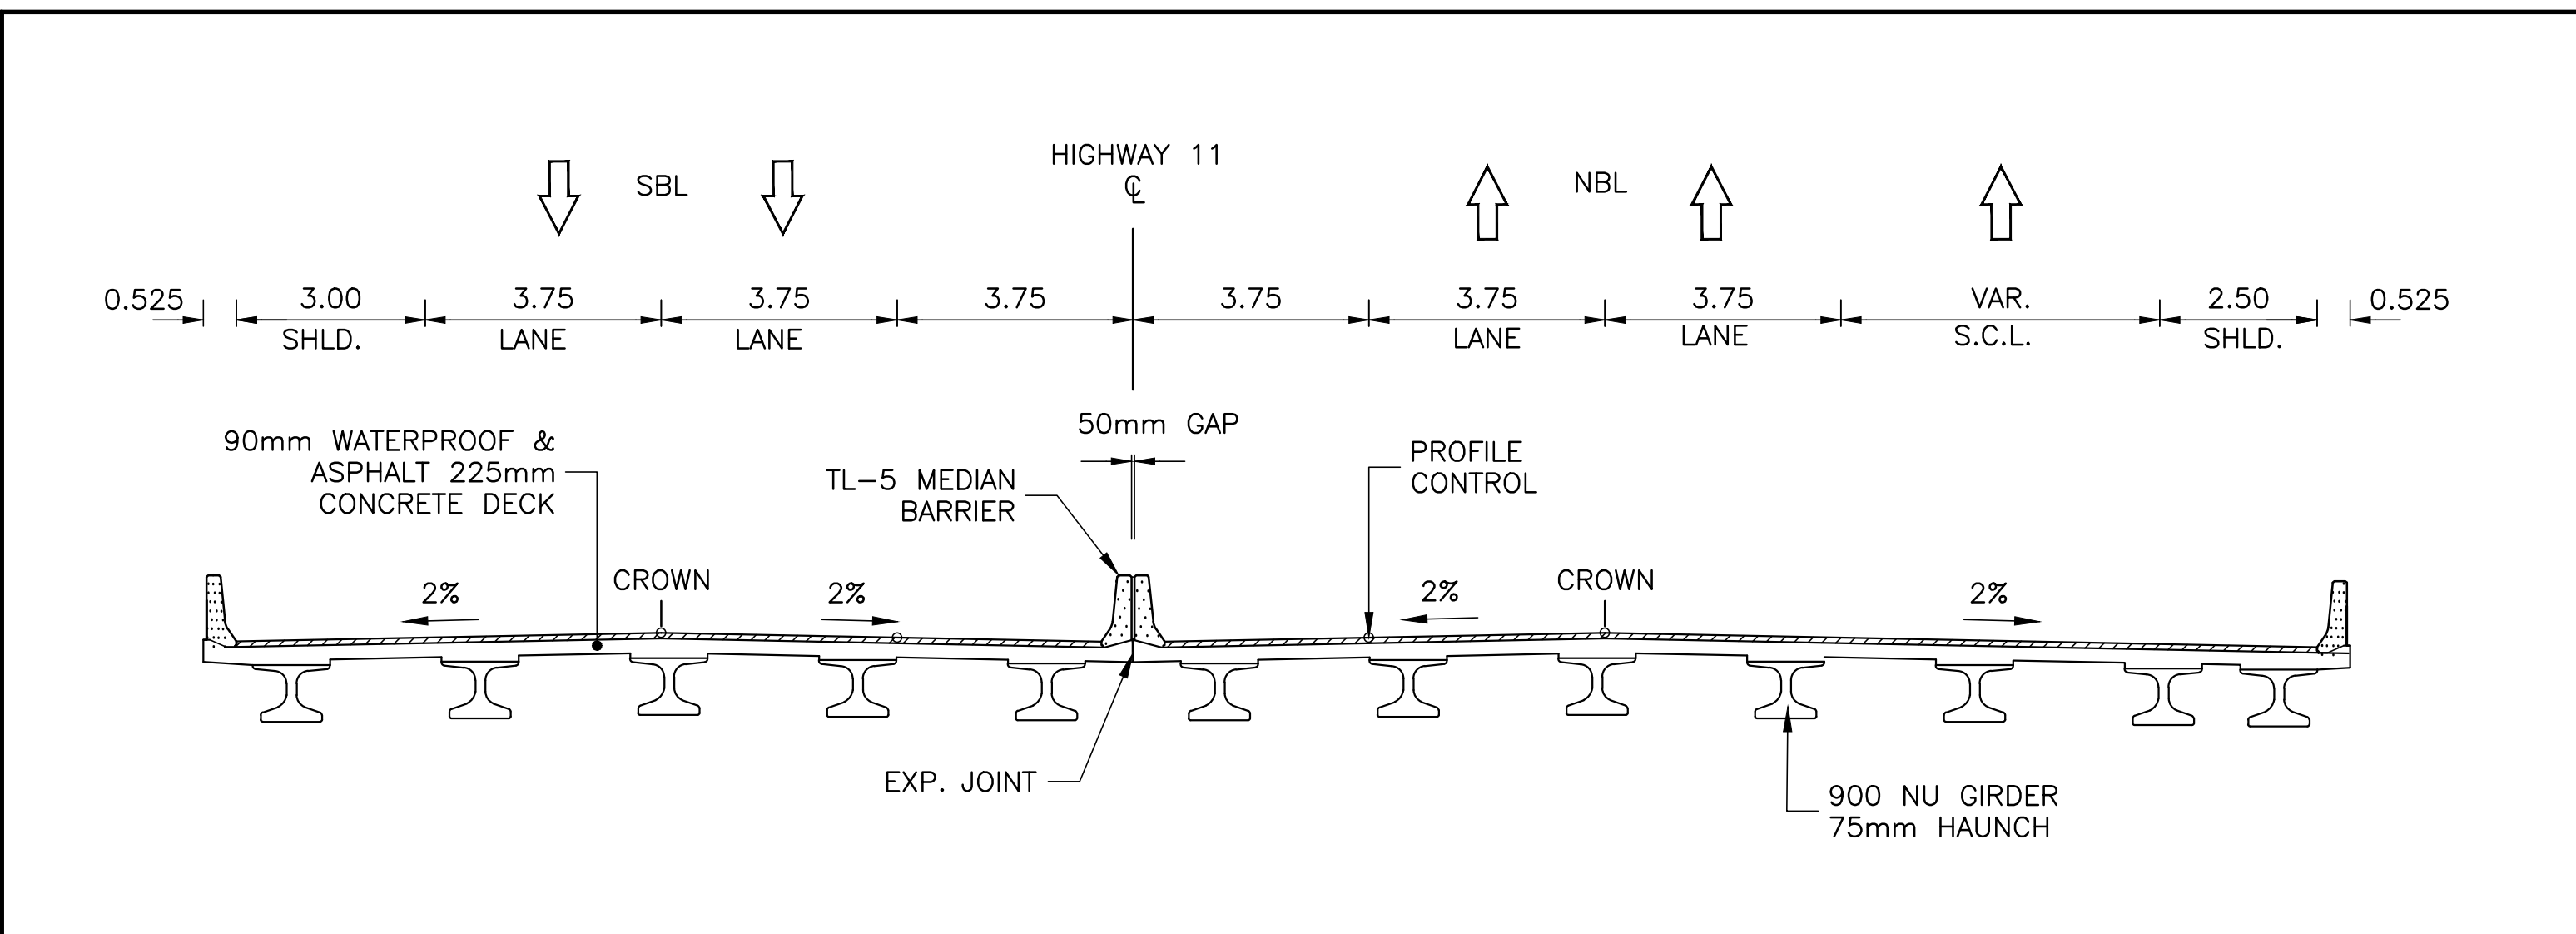 HIGHWAY 11
℄
SBL
NBL
0.525
3.00
3.75
3.75
3.75
3.75
3.75
3.75
VAR.
2.50
0.525
SHLD.
LANE
LANE
LANE
LANE
S.C.L.
SHLD.
50mm GAP
90mm WATERPROOF &
ASPHALT 225mm
CONCRETE DECK
TL-5 MEDIAN
BARRIER
PROFILE
CONTROL
2%
CROWN
2%
2%
CROWN
2%
EXP. JOINT
900 NU GIRDER
75mm HAUNCH